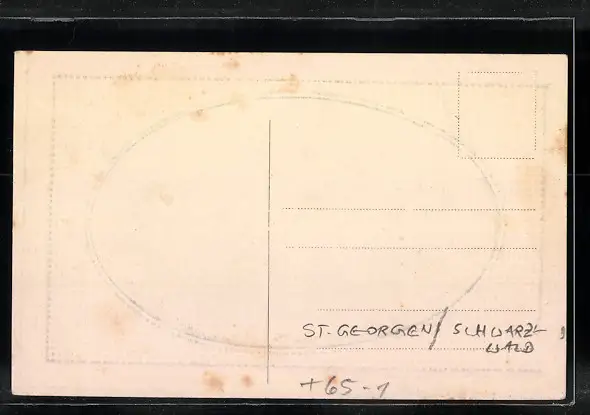 ST. GEORGEN / SCHWARZ-
WALD
+65-1